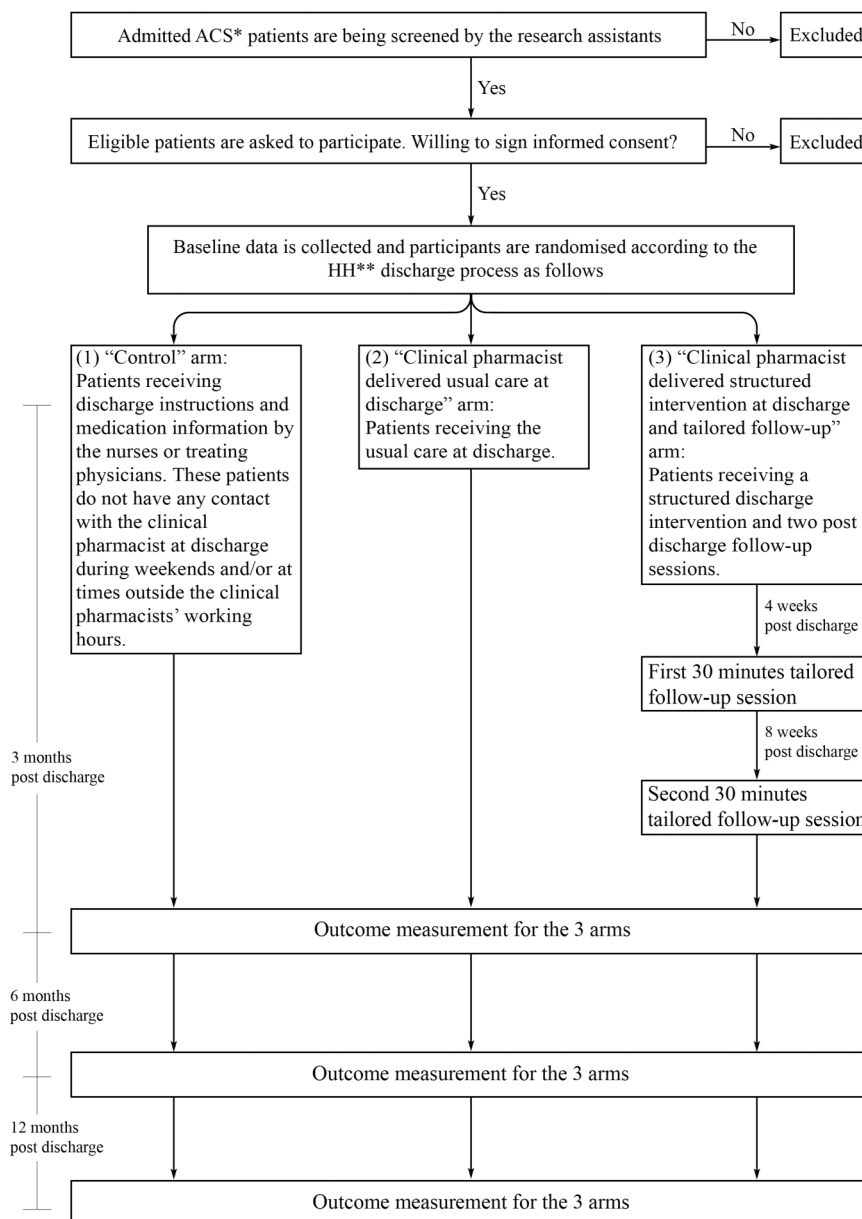 Admitted ACS* patients are being screened by the research assistants
No
Excluded
Yes
Eligible patients are asked to participate. Willing to sign informed consent?
No
Excluded
Yes
Baseline data is collected and participants are randomised according to the
HH** discharge process as follows
(1) “Control” arm:
Patients receiving
discharge instructions and
medication information by
the nurses or treating
physicians. These patients
do not have any contact
with the clinical
pharmacist at discharge
during weekends and/or at
times outside the clinical
pharmacists’ working
hours.
(2) “Clinical pharmacist
delivered usual care at
discharge” arm:
Patients receiving the
usual care at discharge.
(3) “Clinical pharmacist
delivered structured
intervention at discharge
and tailored follow-up”
arm:
Patients receiving a
structured discharge
intervention and two post
discharge follow-up
sessions.
4 weeks
post discharge
First 30 minutes tailored
follow-up session
8 weeks
post discharge
Second 30 minutes
tailored follow-up session
3 months
post discharge
Outcome measurement for the 3 arms
6 months
post discharge
Outcome measurement for the 3 arms
12 months
post discharge
Outcome measurement for the 3 arms